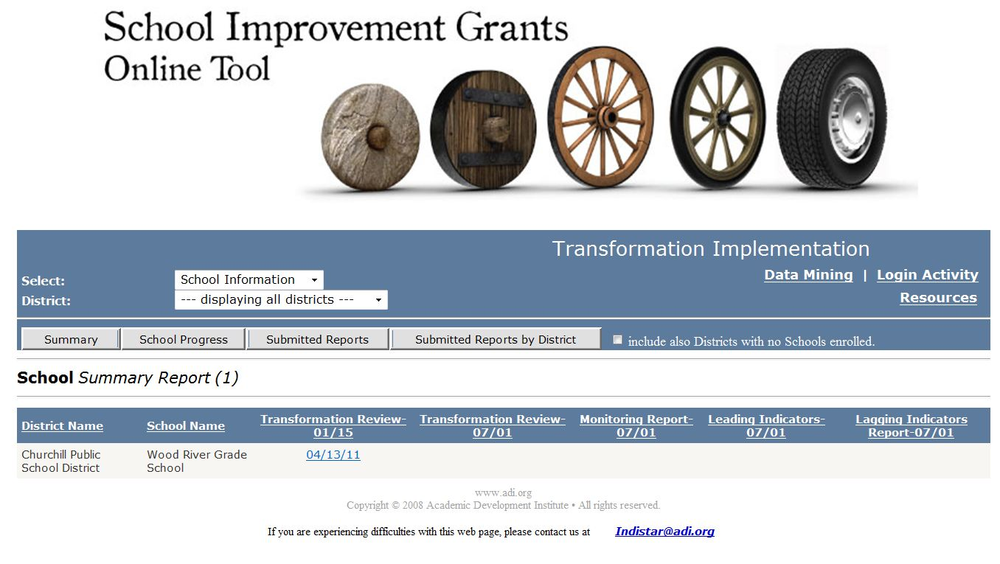 School Improvement Grants
Online Tool
Transformation Implementation
Select: School Information
Data Mining | Login Activity
District: --- displaying all districts ---
Resources
Summary School Progress Submitted Reports Submitted Reports by District include also Districts with no Schools enrolled.
School Summary Report (1)
District Name School Name Transformation Review-01/15 Transformation Review-07/01 Monitoring Report-07/01 Leading Indicators-07/01 Lagging Indicators Report-07/01
Churchill Public School District Wood River Grade School 04/13/11
www.adi.org
Copyright © 2008 Academic Development Institute • All rights reserved.
If you are experiencing difficulties with this web page, please contact us at Indistar@adi.org